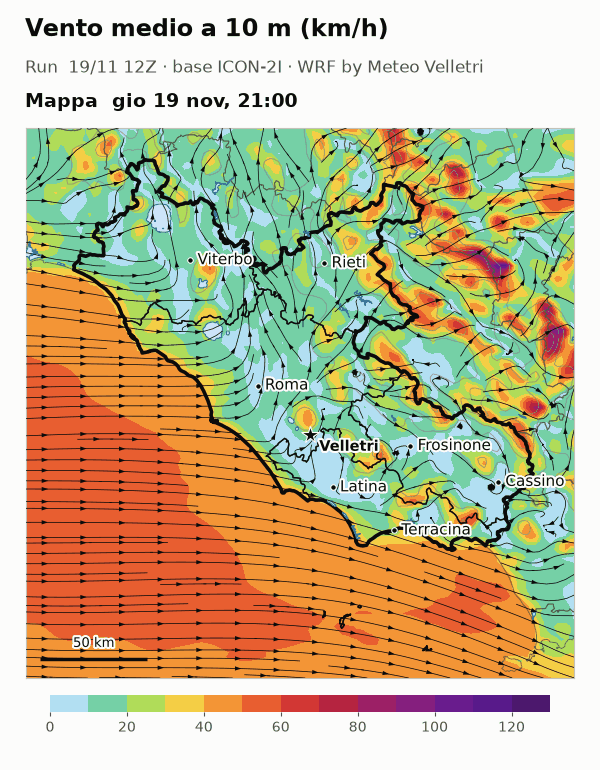 Vento medio a 10 m (km/h)
Run  19/11 12Z · base ICON-2I · WRF by Meteo Velletri
Mappa  gio 19 nov, 21:00
Viterbo
Rieti
Roma
Velletri
Frosinone
Latina
Cassino
Terracina
50 km
0 20 40 60 80 100 120